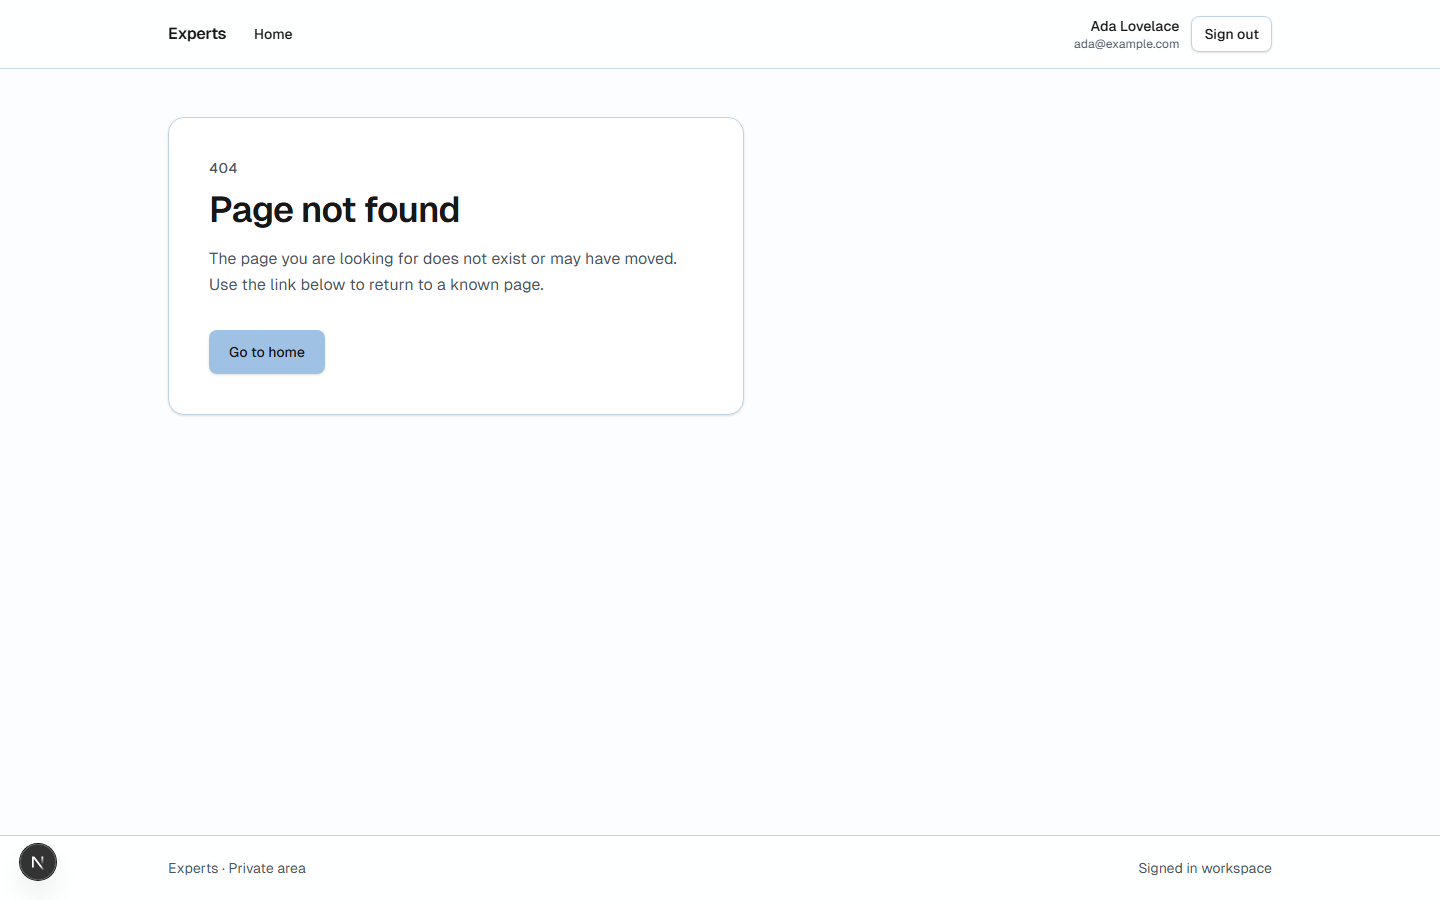 Experts
Home
Ada Lovelace
ada@example.com
Sign out
404
Page not found
The page you are looking for does not exist or may have moved.
Use the link below to return to a known page.
Go to home
N
Experts · Private area
Signed in workspace